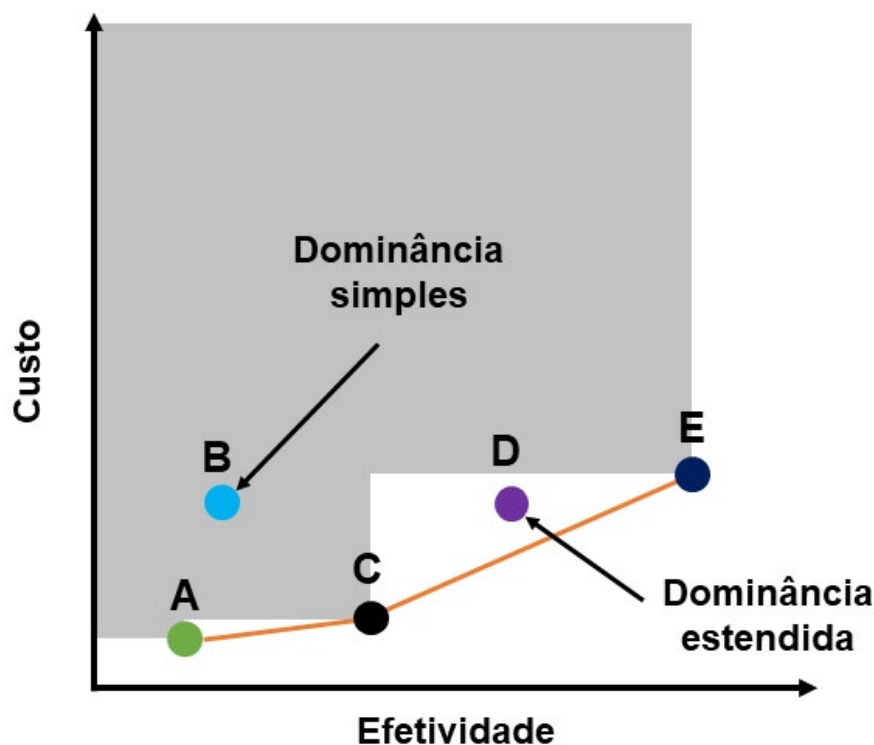 Custo
Dominância
simples
B
D
E
A
C
Dominância
estendida
Efetividade